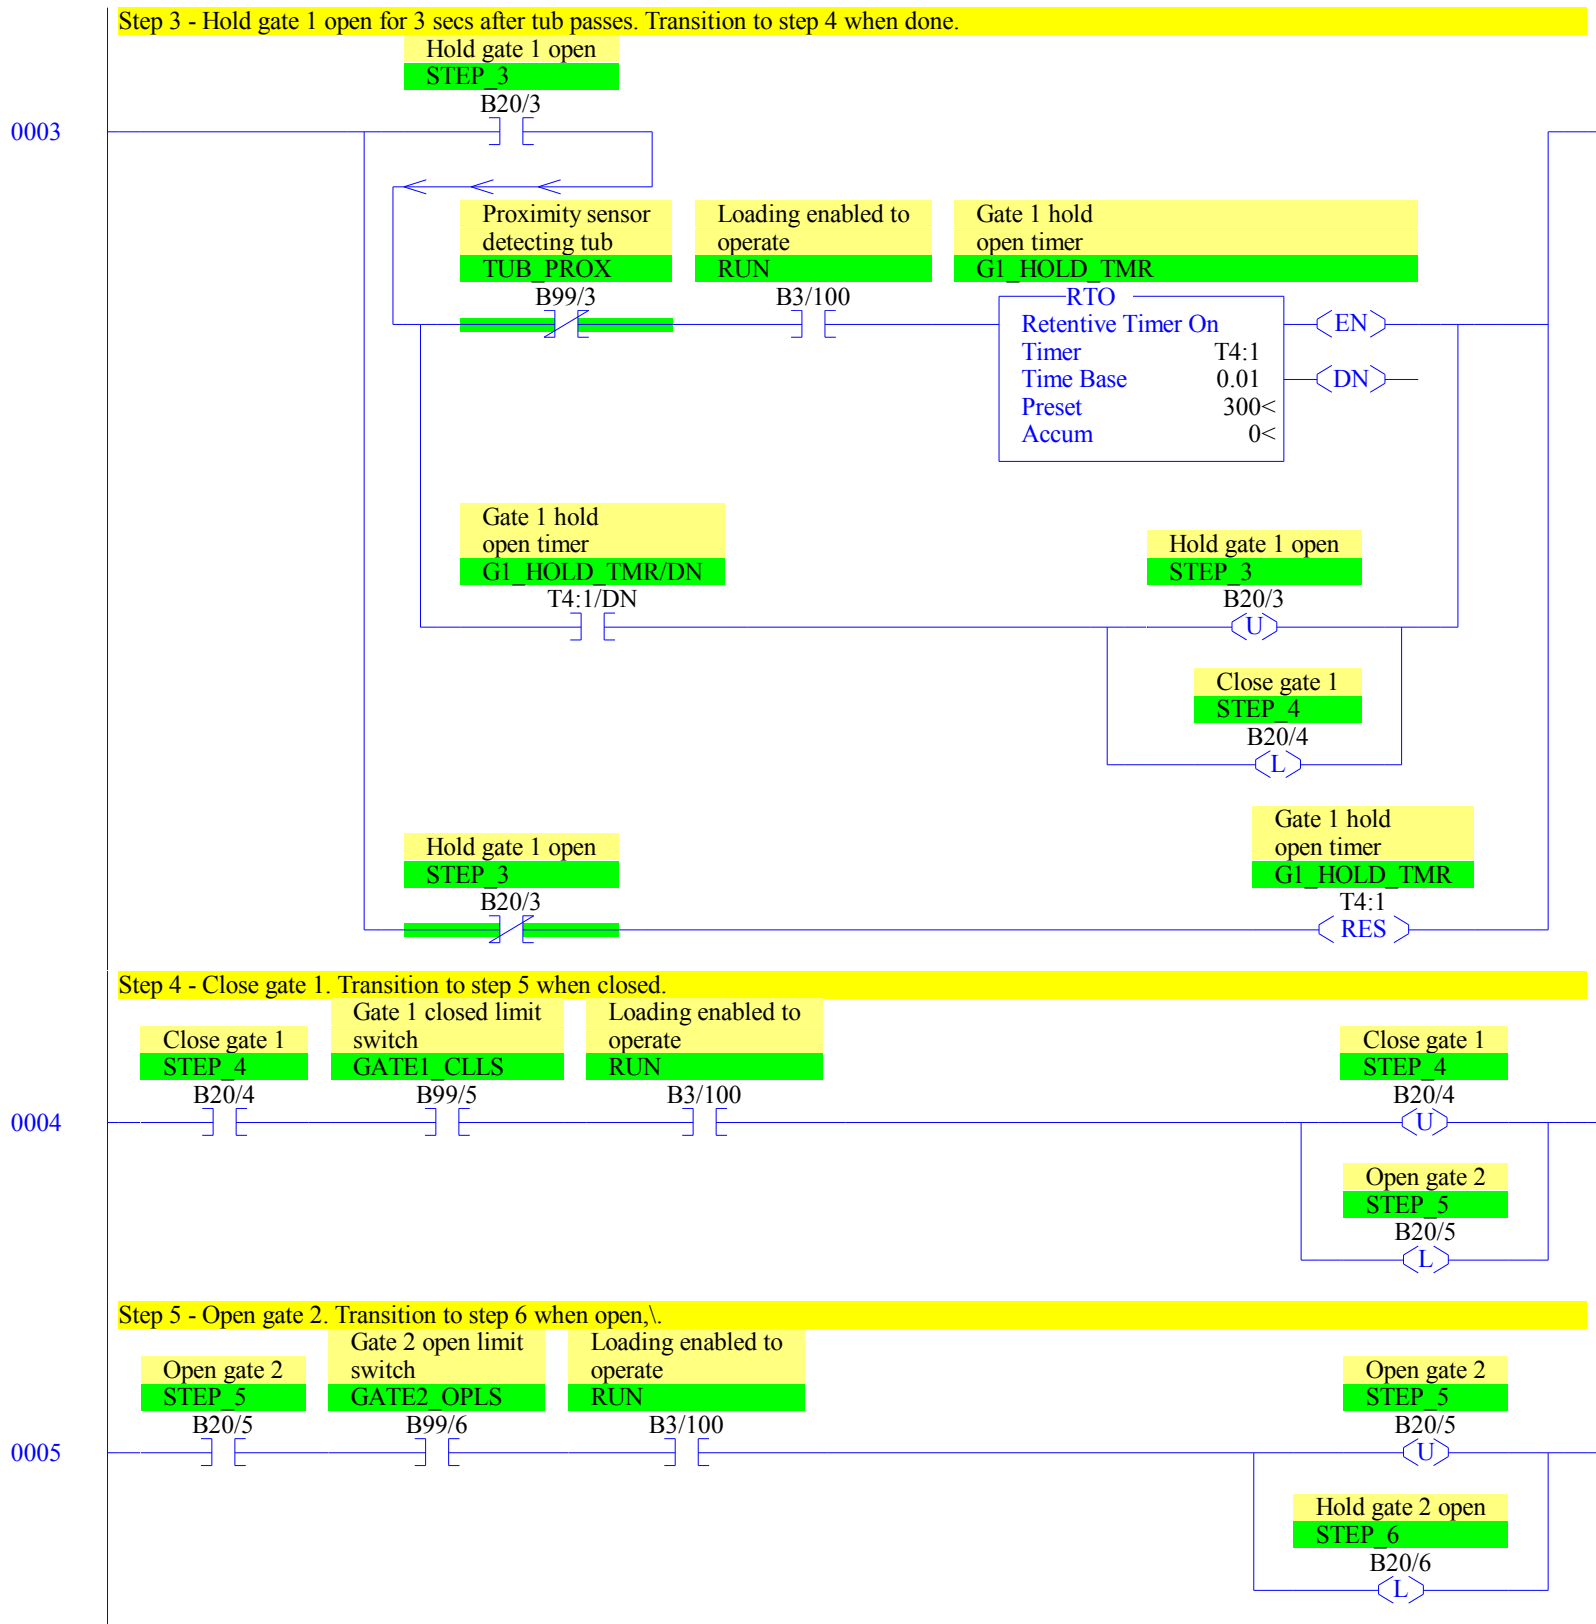 Step 3 - Hold gate 1 open for 3 secs after tub passes. Transition to step 4 when done.
Hold gate 1 open
STEP_3
B20/3
0003
Proximity sensor
detecting tub
TUB_PROX
B99/3
Loading enabled to
operate
RUN
B3/100
Gate 1 hold
open timer
G1_HOLD_TMR
RTO
Retentive Timer On
Timer T4:1
Time Base 0.01
Preset 300<
Accum 0<
EN
DN
Gate 1 hold
open timer
G1_HOLD_TMR/DN
T4:1/DN
Hold gate 1 open
STEP_3
B20/3
U
Close gate 1
STEP_4
B20/4
L
Hold gate 1 open
STEP_3
B20/3
Gate 1 hold
open timer
G1_HOLD_TMR
T4:1
RES
Step 4 - Close gate 1. Transition to step 5 when closed.
0004
Close gate 1
STEP_4
B20/4
Gate 1 closed limit
switch
GATE1_CLLS
B99/5
Loading enabled to
operate
RUN
B3/100
Close gate 1
STEP_4
B20/4
U
Open gate 2
STEP_5
B20/5
L
Step 5 - Open gate 2. Transition to step 6 when open,\.
0005
Open gate 2
STEP_5
B20/5
Gate 2 open limit
switch
GATE2_OPLS
B99/6
Loading enabled to
operate
RUN
B3/100
Open gate 2
STEP_5
B20/5
U
Hold gate 2 open
STEP_6
B20/6
L